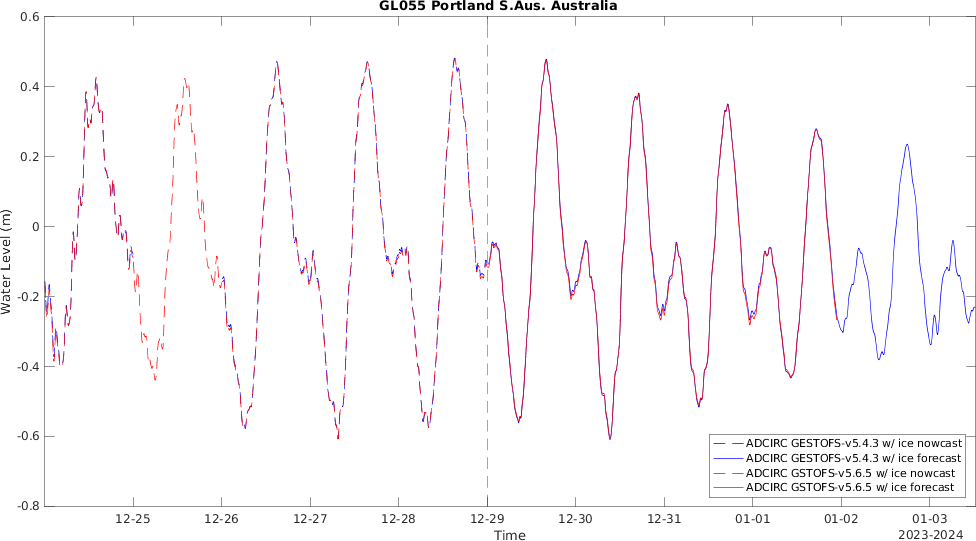 GL055 Portland S.Aus. Australia
0.6
0.4
0.2
0
-0.2
-0.4
-0.6
-0.8
Water Level (m)
12-25 12-26 12-27 12-28 12-29 12-30 12-31 01-01 01-02 01-03
Time
2023-2024
ADCIRC GESTOFS-v5.4.3 w/ ice nowcast
ADCIRC GESTOFS-v5.4.3 w/ ice forecast
ADCIRC GSTOFS-v5.6.5 w/ ice nowcast
ADCIRC GSTOFS-v5.6.5 w/ ice forecast